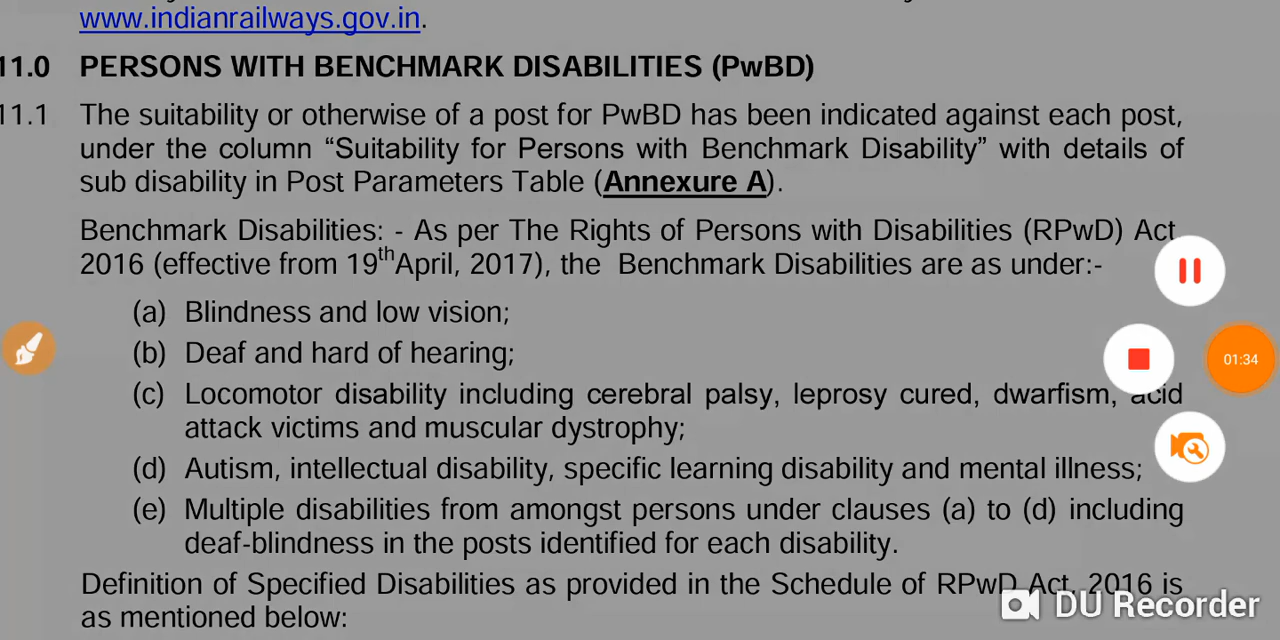 www.indianrailways.gov.in.
11.0 PERSONS WITH BENCHMARK DISABILITIES (PwBD)
11.1 The suitability or otherwise of a post for PwBD has been indicated against each post,
under the column “Suitability for Persons with Benchmark Disability” with details of
sub disability in Post Parameters Table (Annexure A).
Benchmark Disabilities: - As per The Rights of Persons with Disabilities (RPwD) Act
2016 (effective from 19thApril, 2017), the Benchmark Disabilities are as under:-
(a) Blindness and low vision;
(b) Deaf and hard of hearing;
01:34
(c) Locomotor disability including cerebral palsy, leprosy cured, dwarfism, acid
attack victims and muscular dystrophy;
(d) Autism, intellectual disability, specific learning disability and mental illness;
(e) Multiple disabilities from amongst persons under clauses (a) to (d) including
deaf-blindness in the posts identified for each disability.
Definition of Specified Disabilities as provided in the Schedule of RPwD Act, 2016 is
as mentioned below:
DU Recorder